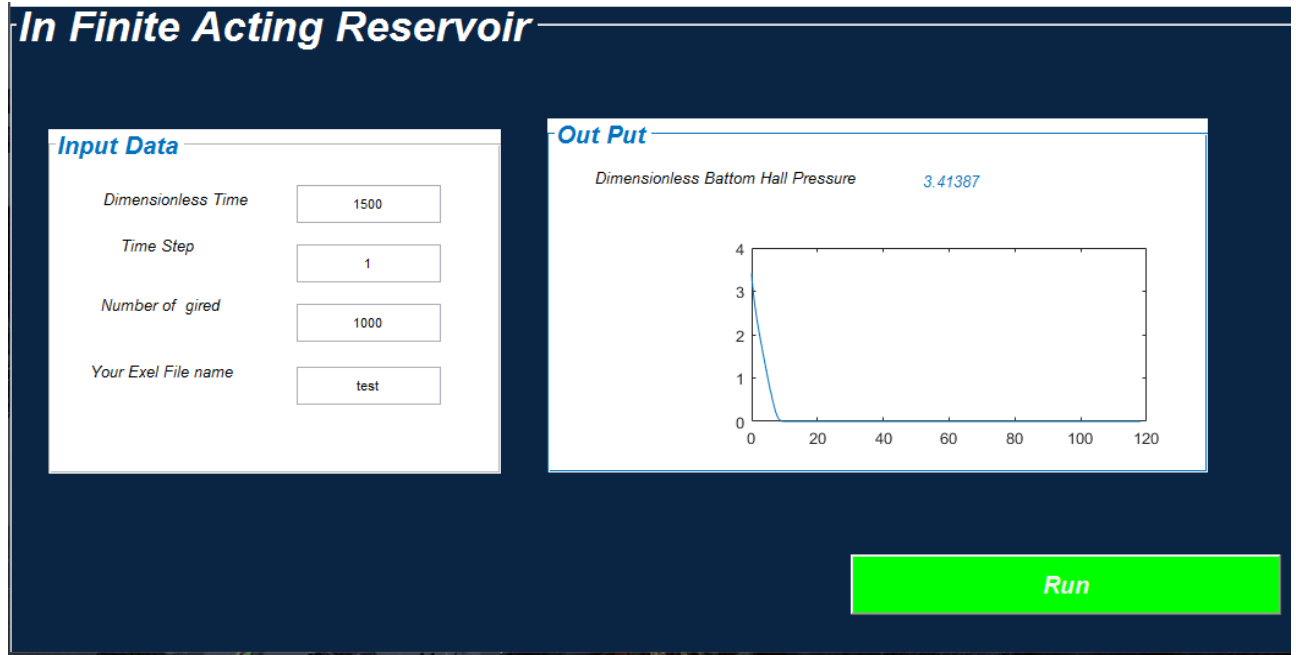 In Finite Acting Reservoir
Input Data
Dimensionless Time
1500
Time Step
1
Number of gired
1000
Your Exel File name
test
Out Put
Dimensionless Battom Hall Pressure 3.41387
4
3
2
1
0
0 20 40 60 80 100 120
Run